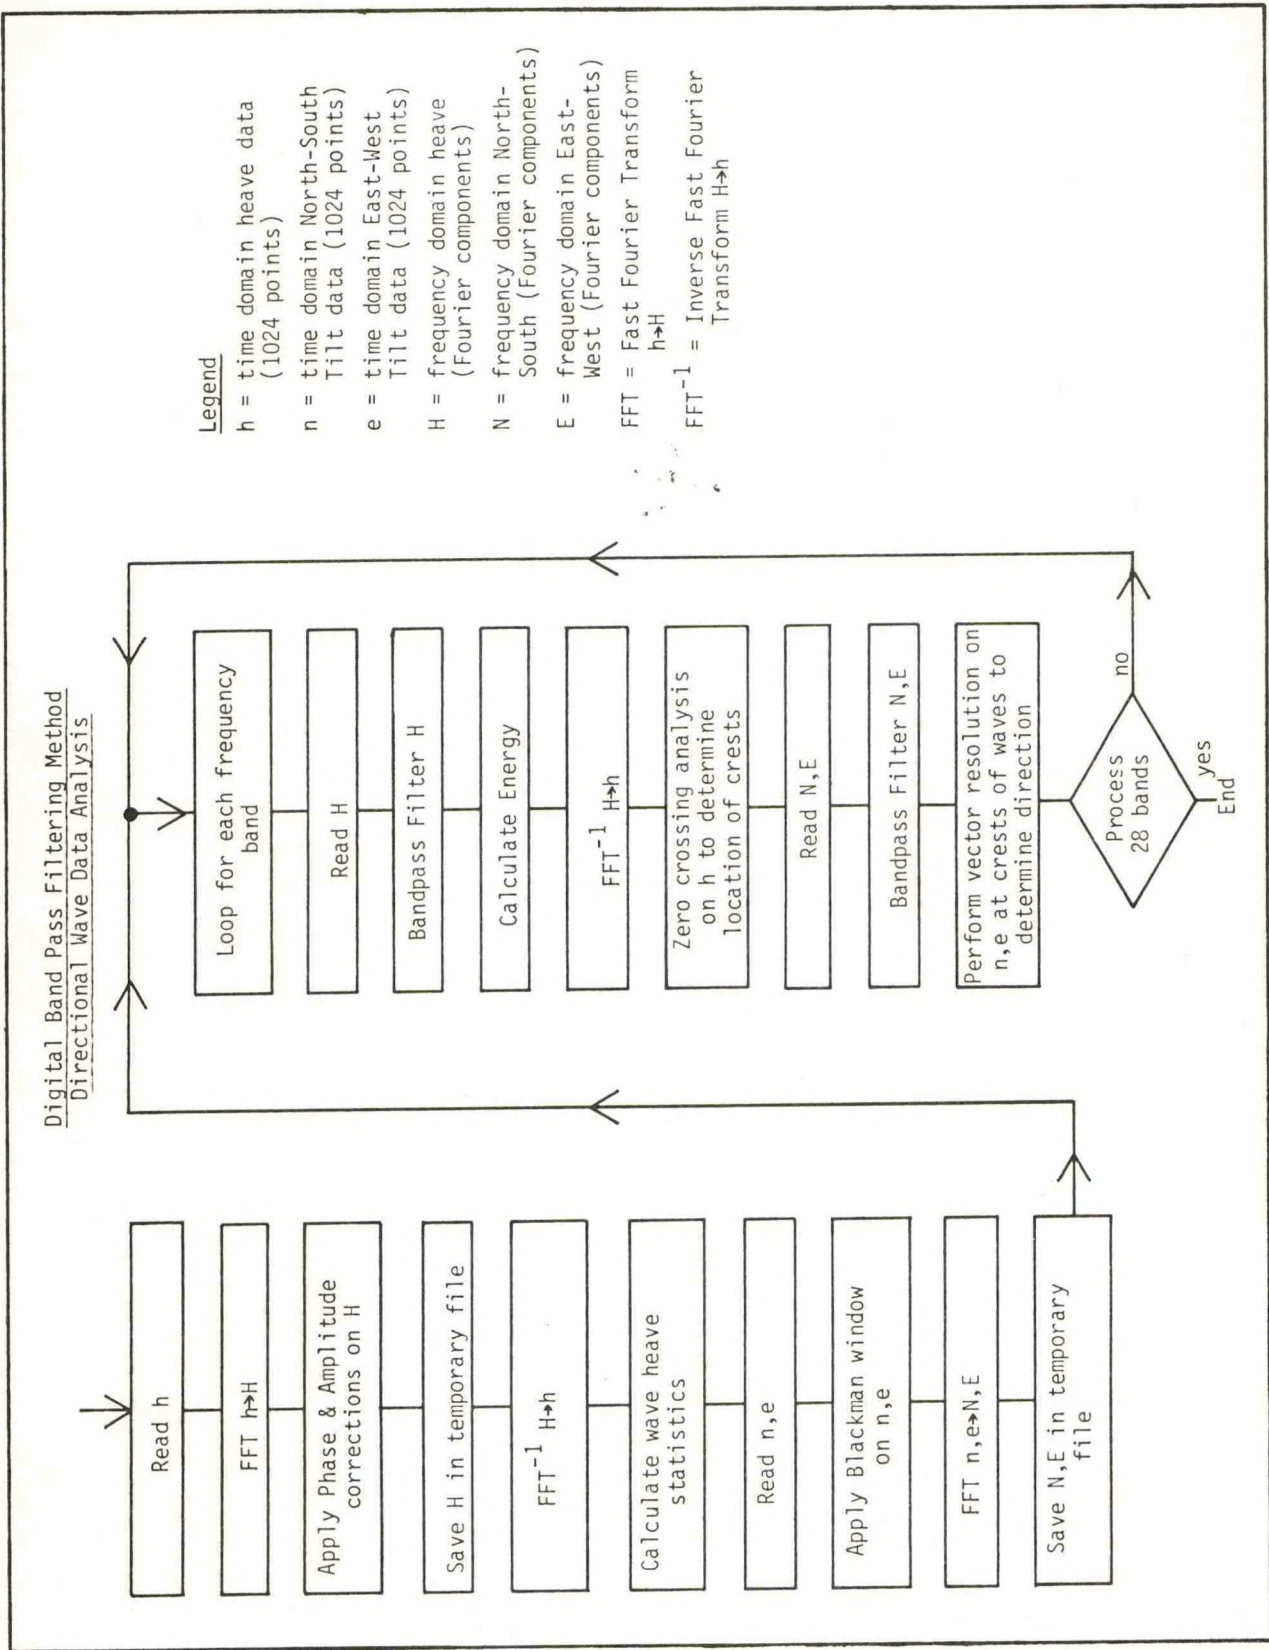 Digital Band Pass Filtering Method
Directional Wave Data Analysis
Read h
FFT h→H
Apply Phase & Amplitude
corrections on H
Save H in temporary file
FFT⁻¹ H→h
Calculate wave heave
statistics
Read n,e
Apply Blackman window
on n,e
FFT n,e→N,E
Save N,E in temporary
file
Loop for each frequency
band
Read H
Bandpass Filter H
Calculate Energy
FFT⁻¹ H→h
Zero crossing analysis
on h to determine
location of crests
Read N,E
Bandpass Filter N,E
Perform vector resolution on
n,e at crests of waves to
determine direction
Process
28 bands
no
yes
End
Legend
h = time domain heave data
(1024 points)
n = time domain North-South
Tilt data (1024 points)
e = time domain East-West
Tilt data (1024 points)
H = frequency domain heave
(Fourier components)
N = frequency domain North-
South (Fourier components)
E = frequency domain East-
West (Fourier components)
FFT = Fast Fourier Transform
h→H
FFT⁻¹ = Inverse Fast Fourier
Transform H→h